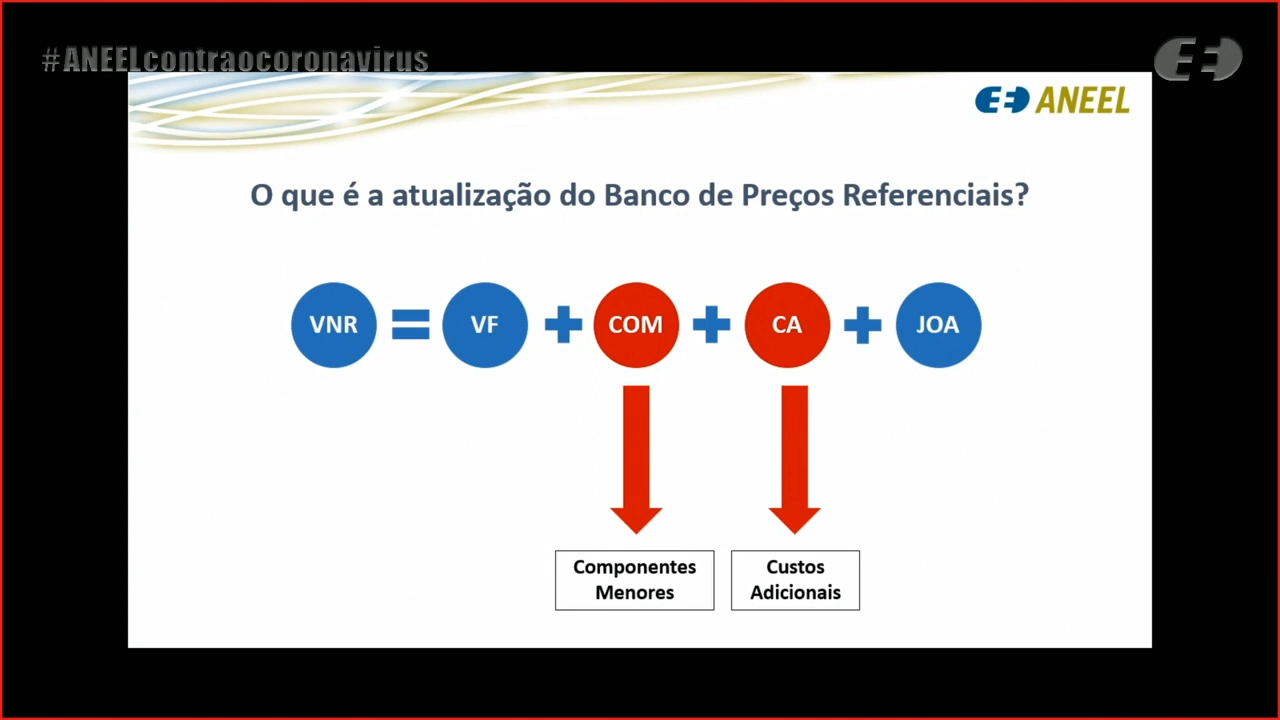 #ANEELcontraocoronavirus
ANEEL
O que é a atualização do Banco de Preços Referenciais?
VNR = VF + COM + CA + JOA
Componentes
Menores
Custos
Adicionais